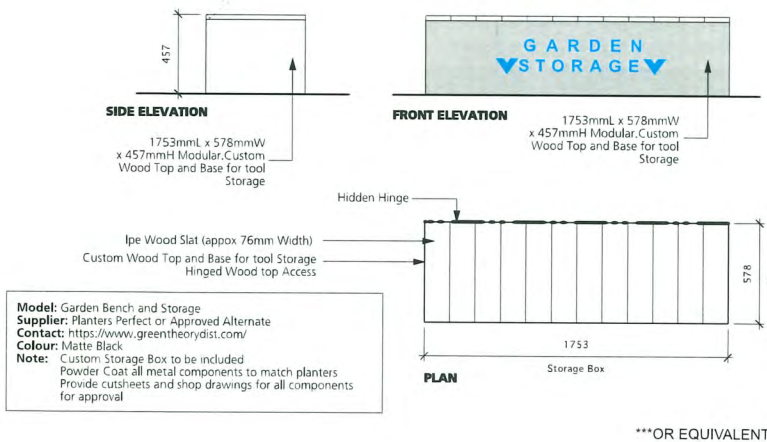 457
SIDE ELEVATION
1753mmL x 578mmW
x 457mmH Modular.Custom
Wood Top and Base for tool
Storage
GARDEN
STORAGE
FRONT ELEVATION
1753mmL x 578mmW
x 457mmH Modular.Custom
Wood Top and Base for tool
Storage
Hidden Hinge
Ipe Wood Slat (appox 76mm Width)
Custom Wood Top and Base for tool Storage
Hinged Wood top Access
578
1753
Storage Box
PLAN
Model: Garden Bench and Storage
Supplier: Planters Perfect or Approved Alternate
Contact: https://www.greentheorydist.com/
Colour: Matte Black
Note: Custom Storage Box to be included
Powder Coat all metal components to match planters
Provide cutsheets and shop drawings for all components
for approval
***OR EQUIVALENT